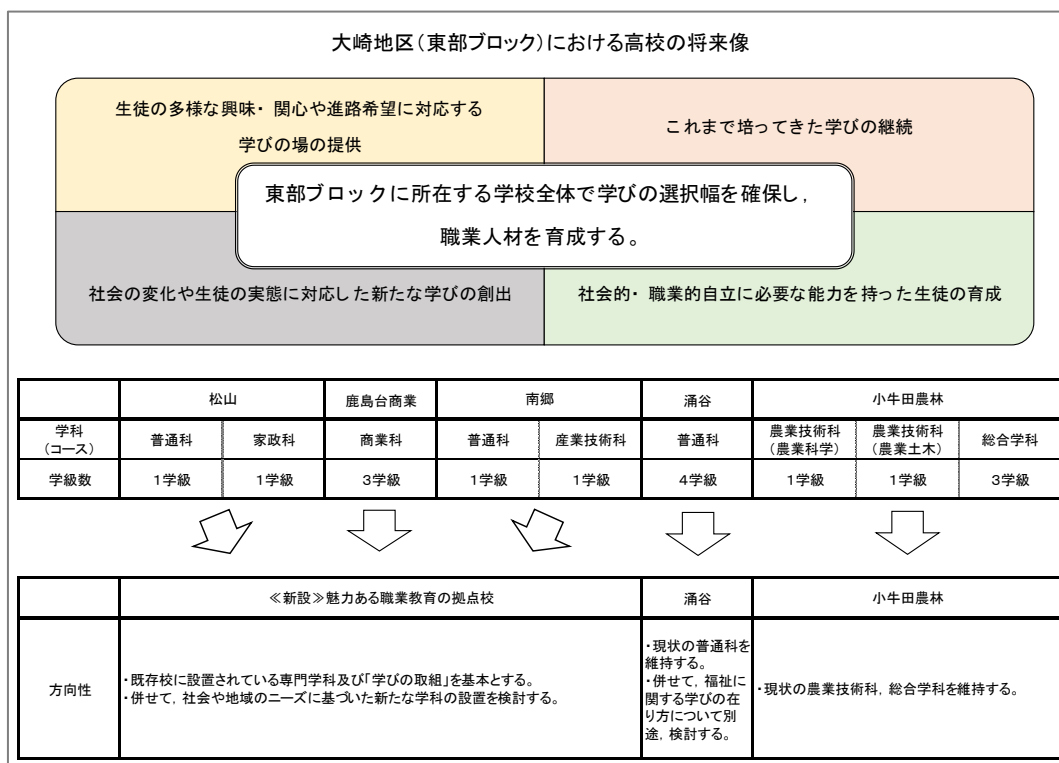 大崎地区（東部ブロック）における高校の将来像
生徒の多様な興味・関心や進路希望に対応する
学びの場の提供
これまで培ってきた学びの継続
東部ブロックに所在する学校全体で学びの選択幅を確保し，
職業人材を育成する。
社会の変化や生徒の実態に対応した新たな学びの創出
社会的・職業的自立に必要な能力を持った生徒の育成
松山 鹿島台商業 南郷 涌谷 小牛田農林
学科
（コース）
普通科 家政科 商業科 普通科 産業技術科 普通科
農業技術科
（農業科学）
農業技術科
（農業土木）
総合学科
学級数 1学級 1学級 3学級 1学級 1学級 4学級 1学級 1学級 3学級
≪新設≫魅力ある職業教育の拠点校 涌谷 小牛田農林
方向性
・既存校に設置されている専門学科及び「学びの取組」を基本とする。
・併せて，社会や地域のニーズに基づいた新たな学科の設置を検討する。
・現状の普通科を
維持する。
・併せて，福祉に
関する学びの在
り方について別
途，検討する。
・現状の農業技術科，総合学科を維持する。